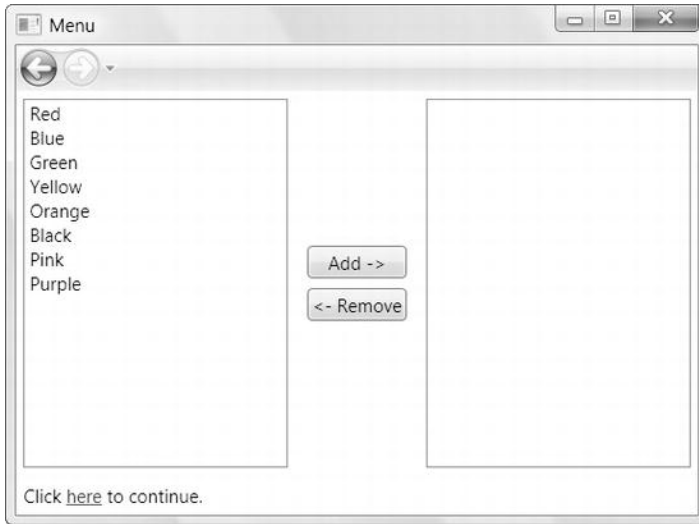 Menu
Red
Blue
Green
Yellow
Orange
Black
Pink
Purple
Add ->
<- Remove
Click here to continue.